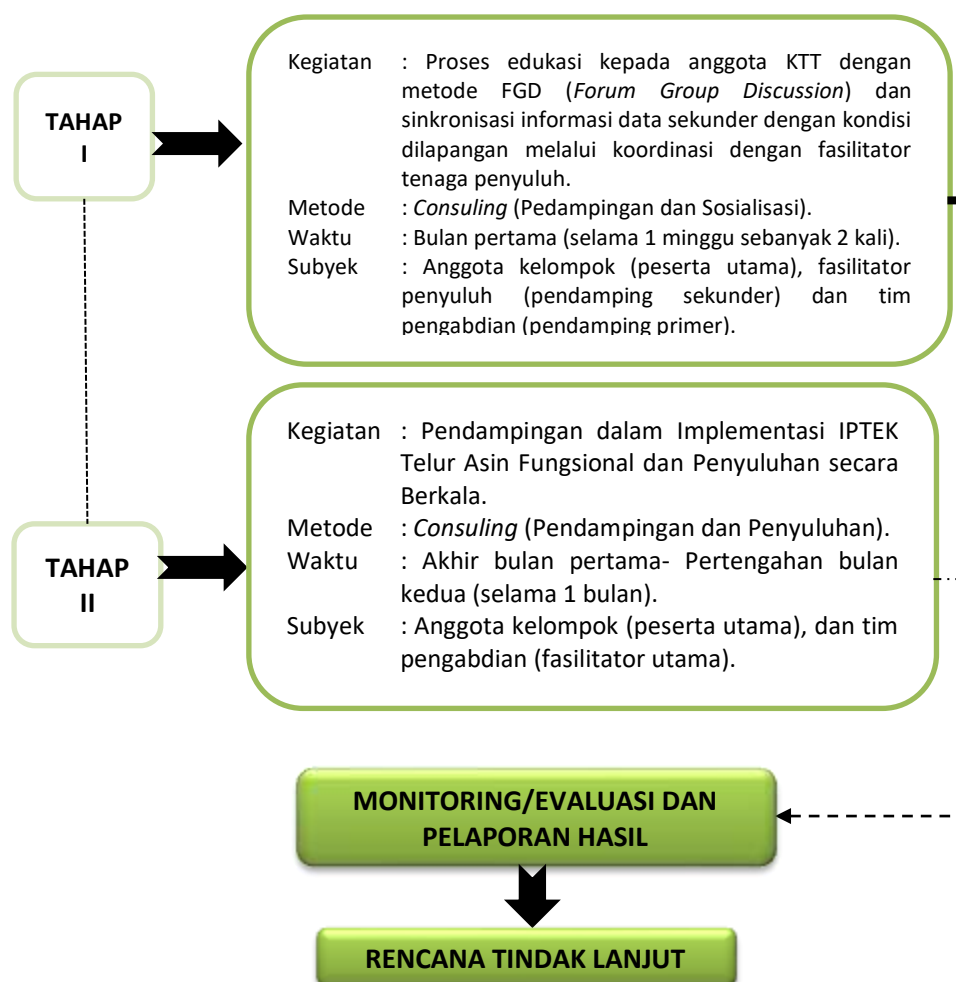 TAHAP
I
Kegiatan : Proses edukasi kepada anggota KTT dengan
metode FGD (Forum Group Discussion) dan
sinkronisasi informasi data sekunder dengan kondisi
dilapangan melalui koordinasi dengan fasilitator
tenaga penyuluh.
Metode : Consuling (Pedampingan dan Sosialisasi).
Waktu : Bulan pertama (selama 1 minggu sebanyak 2 kali).
Subyek : Anggota kelompok (peserta utama), fasilitator
penyuluh (pendamping sekunder) dan tim
pengabdian (pendamping primer).
TAHAP
II
Kegiatan : Pendampingan dalam Implementasi IPTEK
Telur Asin Fungsional dan Penyuluhan secara
Berkala.
Metode : Consuling (Pendampingan dan Penyuluhan).
Waktu : Akhir bulan pertama- Pertengahan bulan
kedua (selama 1 bulan).
Subyek : Anggota kelompok (peserta utama), dan tim
pengabdian (fasilitator utama).
MONITORING/EVALUASI DAN
PELAPORAN HASIL
RENCANA TINDAK LANJUT